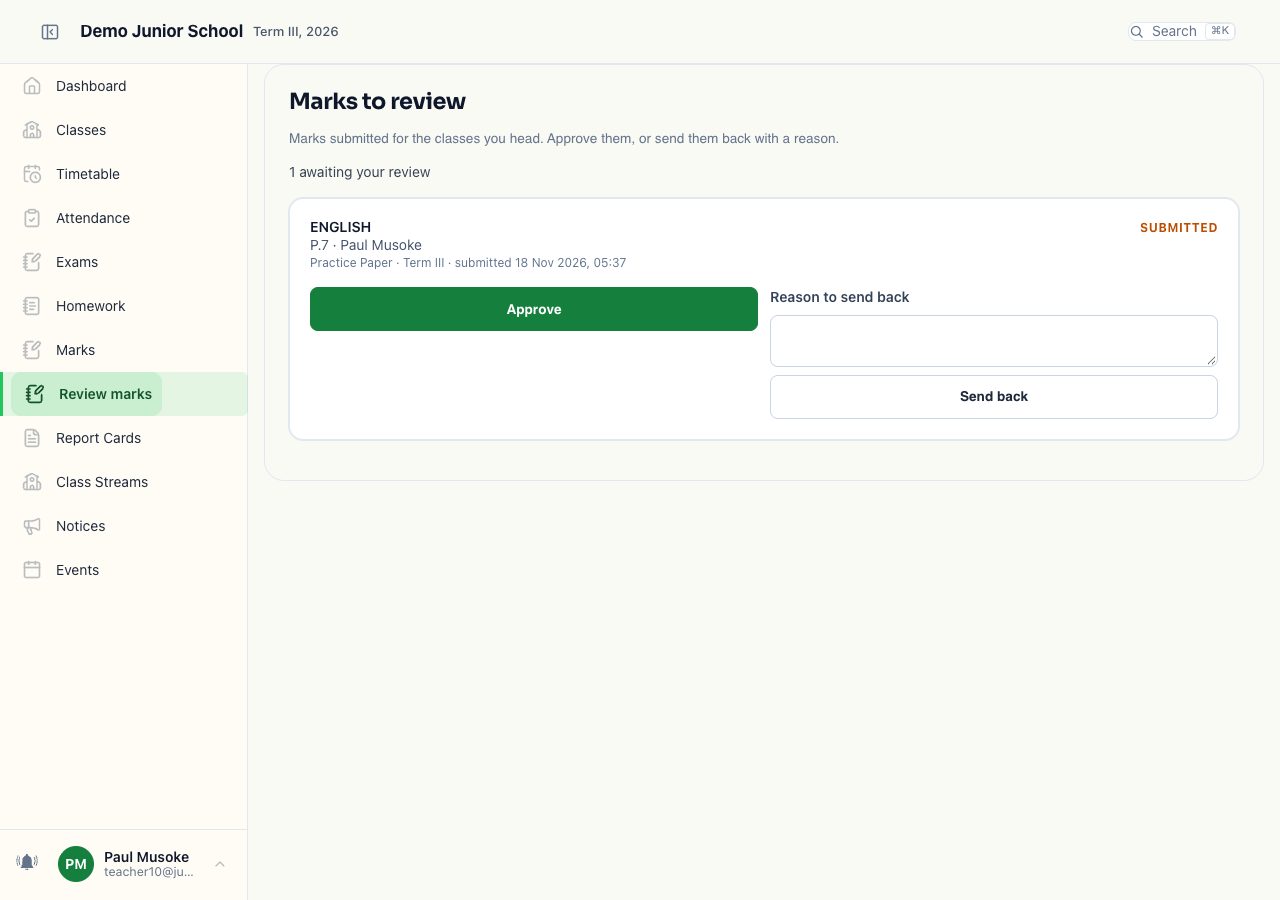 Demo Junior School Term III, 2026
Search ⌘K
Dashboard
Classes
Timetable
Attendance
Exams
Homework
Marks
Review marks
Report Cards
Class Streams
Notices
Events
PM
Paul Musoke
teacher10@ju...
Marks to review
Marks submitted for the classes you head. Approve them, or send them back with a reason.
1 awaiting your review
ENGLISH
SUBMITTED
P.7 · Paul Musoke
Practice Paper · Term III · submitted 18 Nov 2026, 05:37
Approve
Reason to send back
Send back